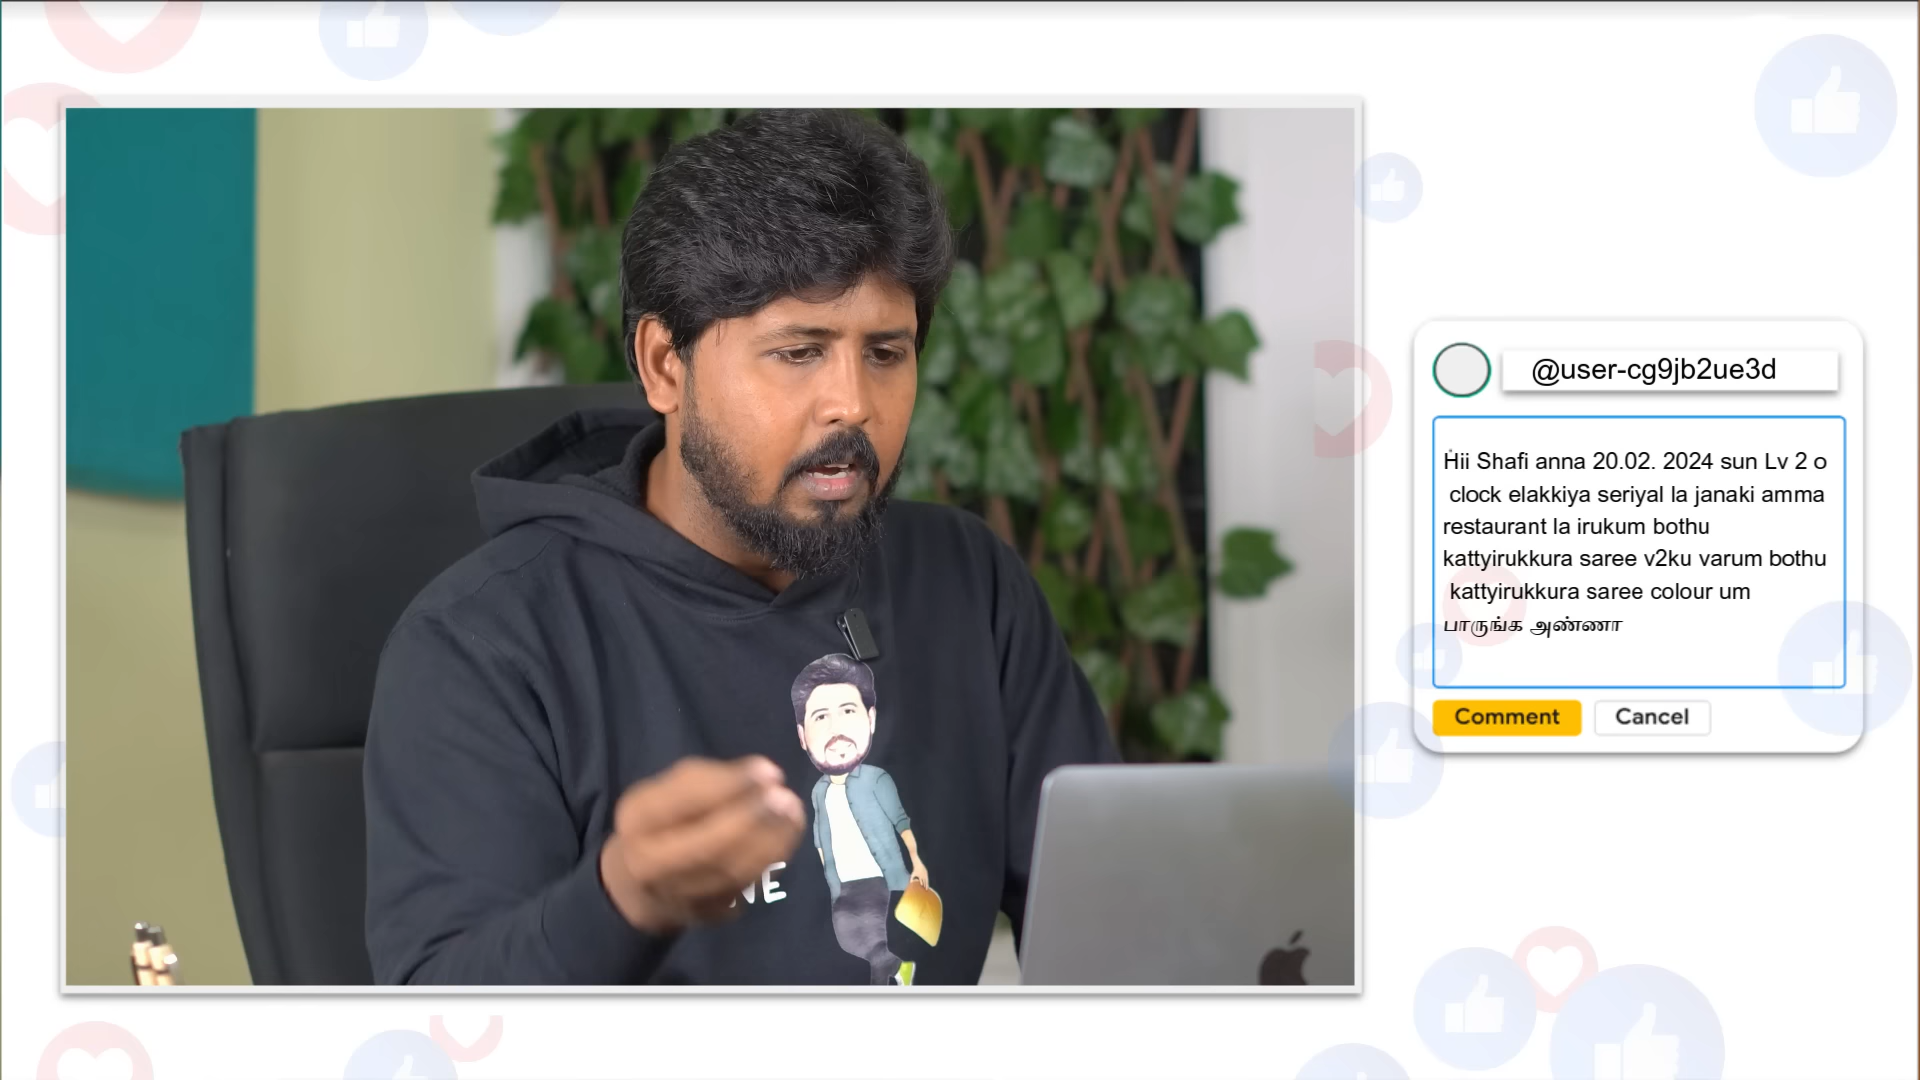 @user-cg9jb2ue3d
Hii Shafi anna 20.02. 2024 sun Lv 2 o
clock elakkiya seriyal la janaki amma
restaurant la irukum bothu
kattyirukkura saree v2ku varum bothu
kattyirukkura saree colour um
பாருங்க அண்ணா
Comment Cancel